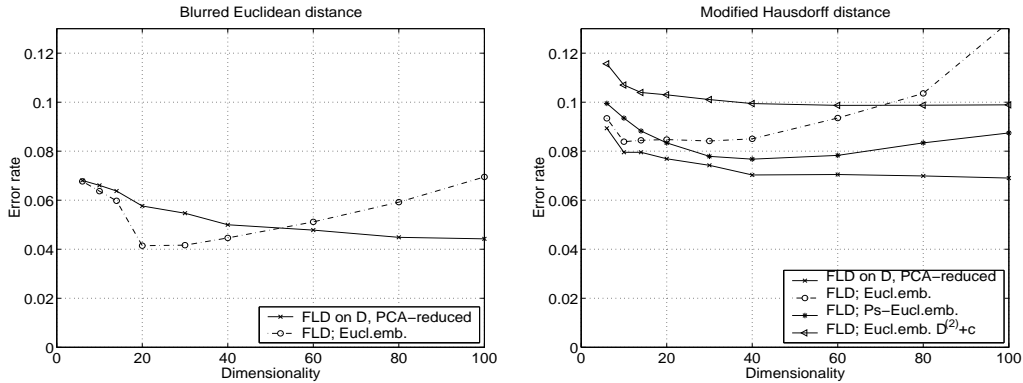 Blurred Euclidean distance
0.12
0.1
0.08
0.06
0.04
0.02
0
Error rate
0 20 40 60 80 100
Dimensionality
FLD on D, PCA−reduced
FLD; Eucl.emb.
Modified Hausdorff distance
0.12
0.1
0.08
0.06
0.04
0.02
0
Error rate
0 20 40 60 80 100
Dimensionality
FLD on D, PCA−reduced
FLD; Eucl.emb.
FLD; Ps−Eucl.emb.
FLD; Eucl.emb. D(2)+c